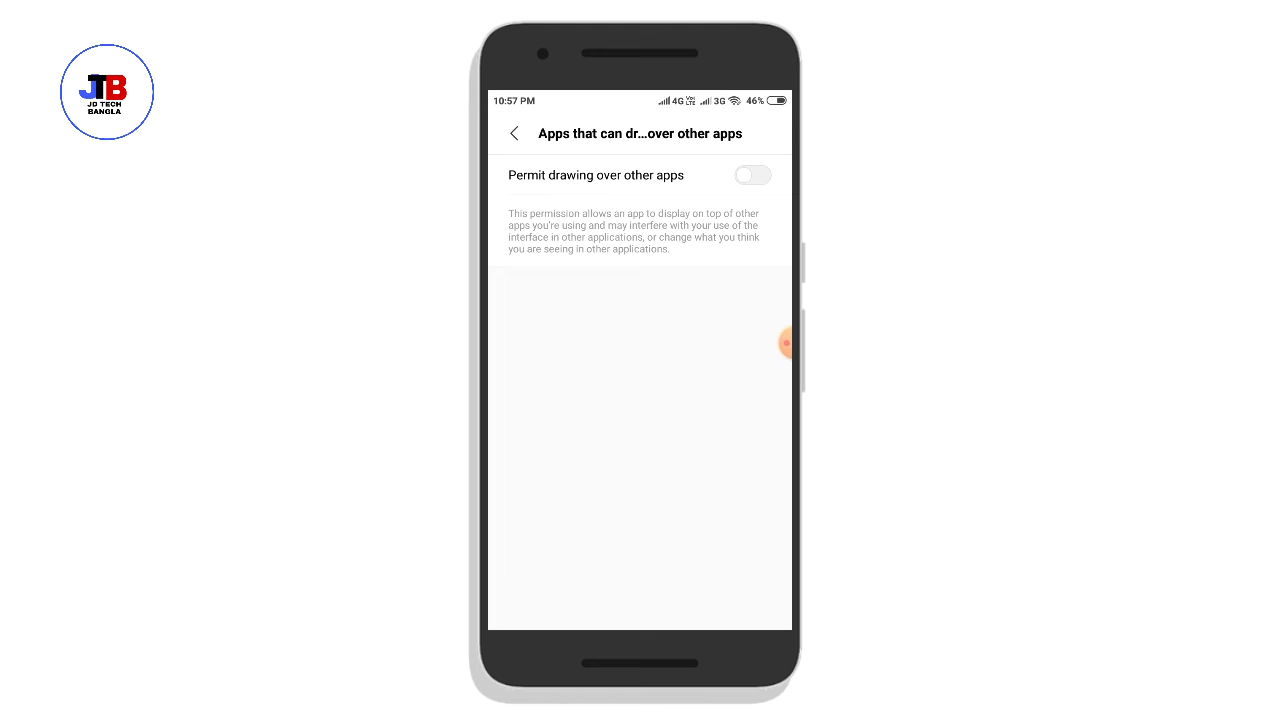 JTB
JD TECH
BANGLA
10:57 PM
4G Vo LTE 3G 46%
Apps that can dr...over other apps
Permit drawing over other apps
This permission allows an app to display on top of other
apps you're using and may interfere with your use of the
interface in other applications, or change what you think
you are seeing in other applications.